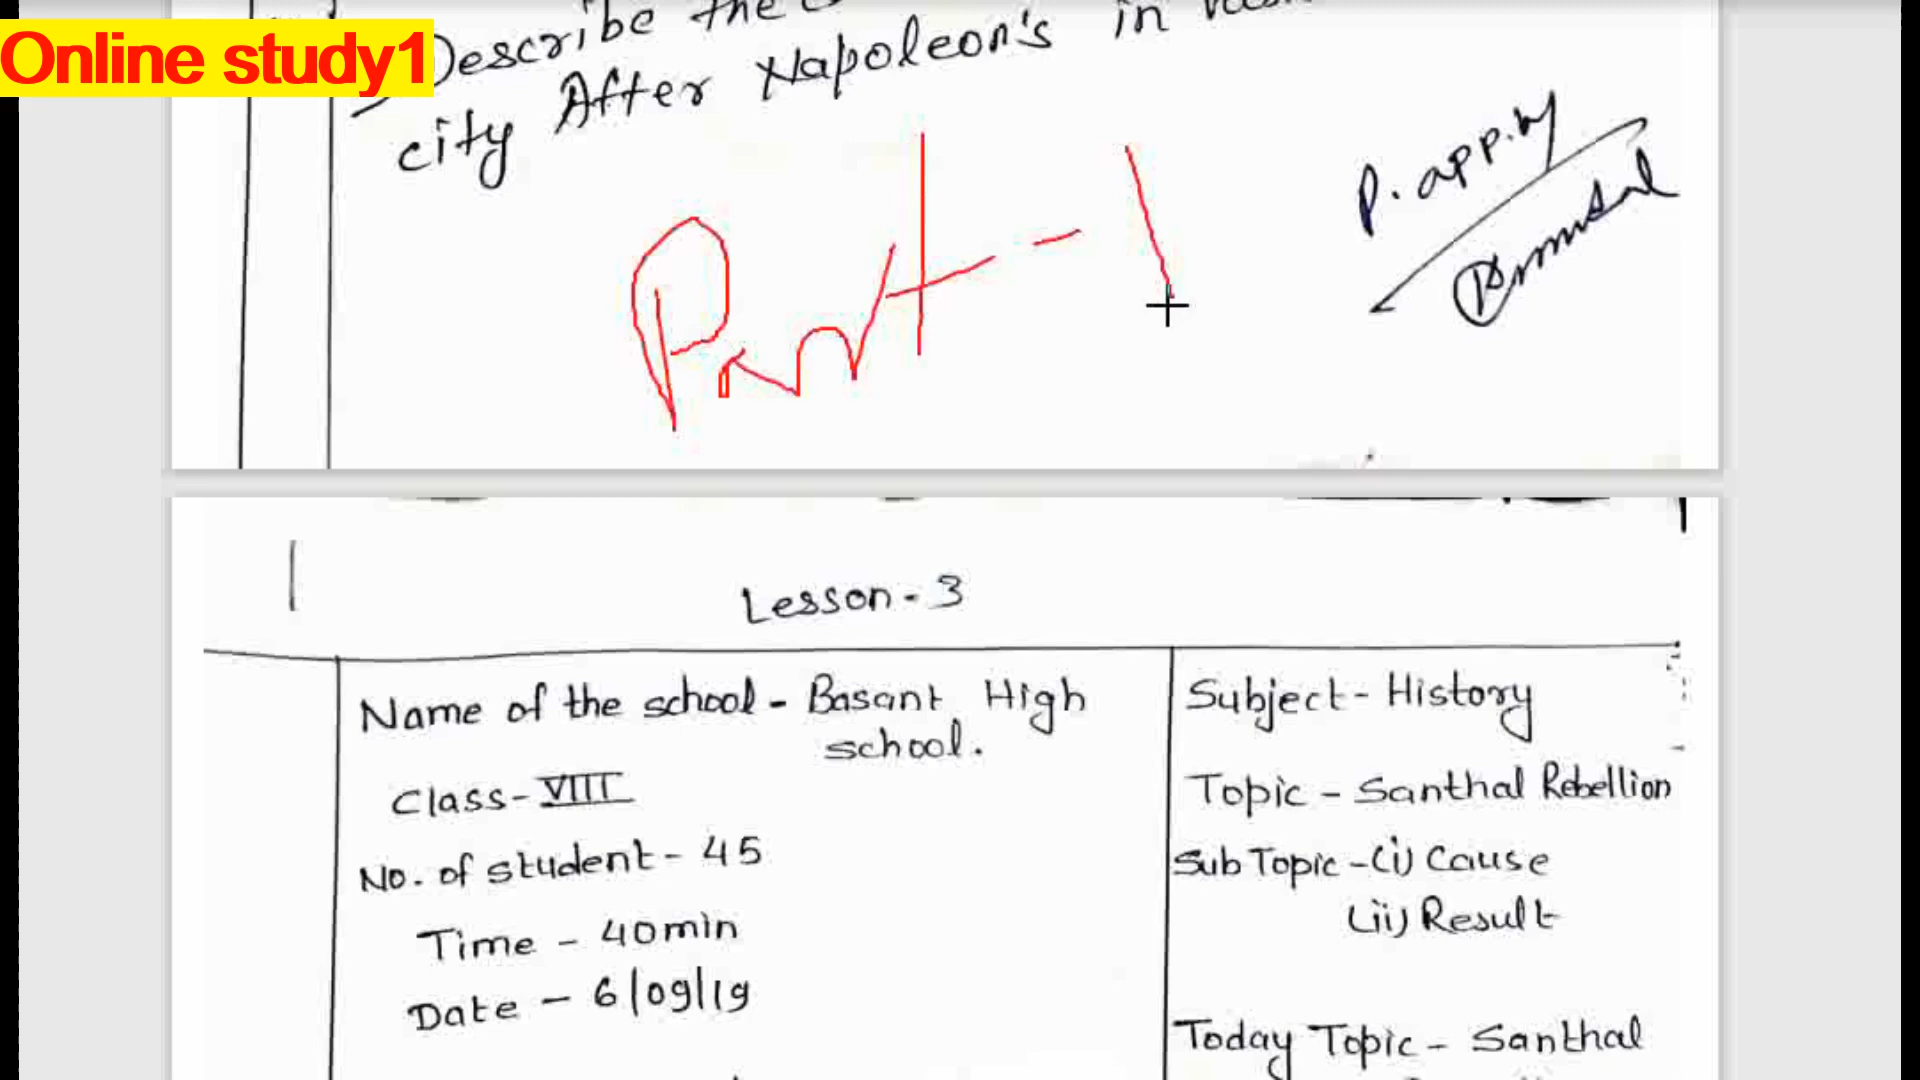 Online study1
Describe the
city After Napoleon's in
P. app.by
Part-1
Lesson - 3
Name of the school - Basant High
school.
Class - VIII
No. of student - 45
Time - 40min
Date - 6/09/19
Subject - History
Topic - Santhal Rebellion
Sub Topic - (i) Cause
(ii) Result
Today Topic - Santhal